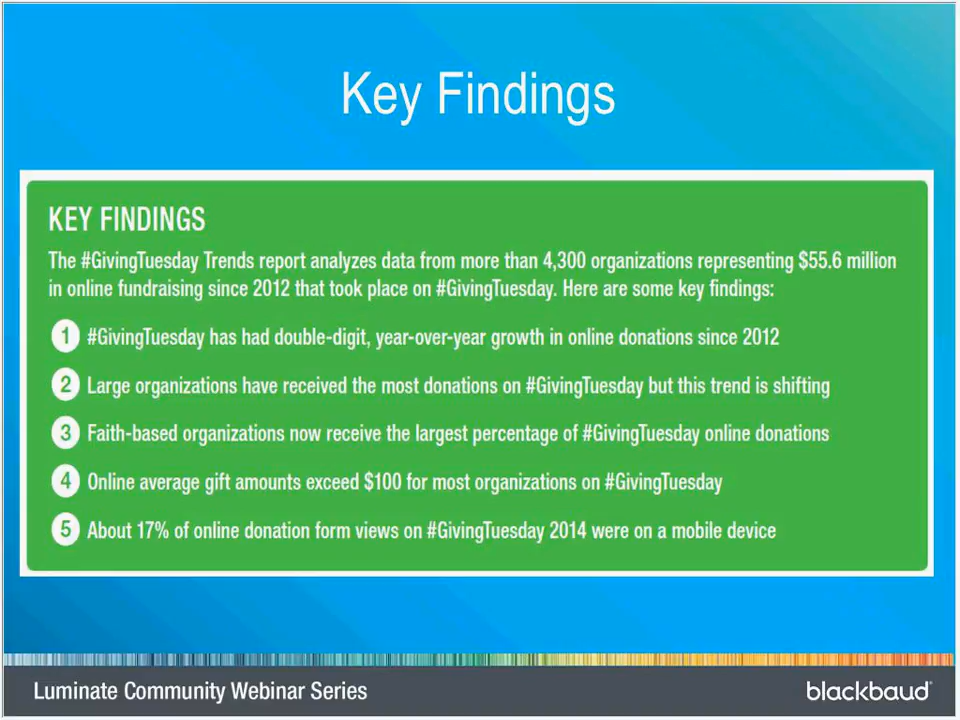 Key Findings
KEY FINDINGS
The #GivingTuesday Trends report analyzes data from more than 4,300 organizations representing $55.6 million
in online fundraising since 2012 that took place on #GivingTuesday. Here are some key findings:
1 #GivingTuesday has had double-digit, year-over-year growth in online donations since 2012
2 Large organizations have received the most donations on #GivingTuesday but this trend is shifting
3 Faith-based organizations now receive the largest percentage of #GivingTuesday online donations
4 Online average gift amounts exceed $100 for most organizations on #GivingTuesday
5 About 17% of online donation form views on #GivingTuesday 2014 were on a mobile device
Luminate Community Webinar Series
blackbaud